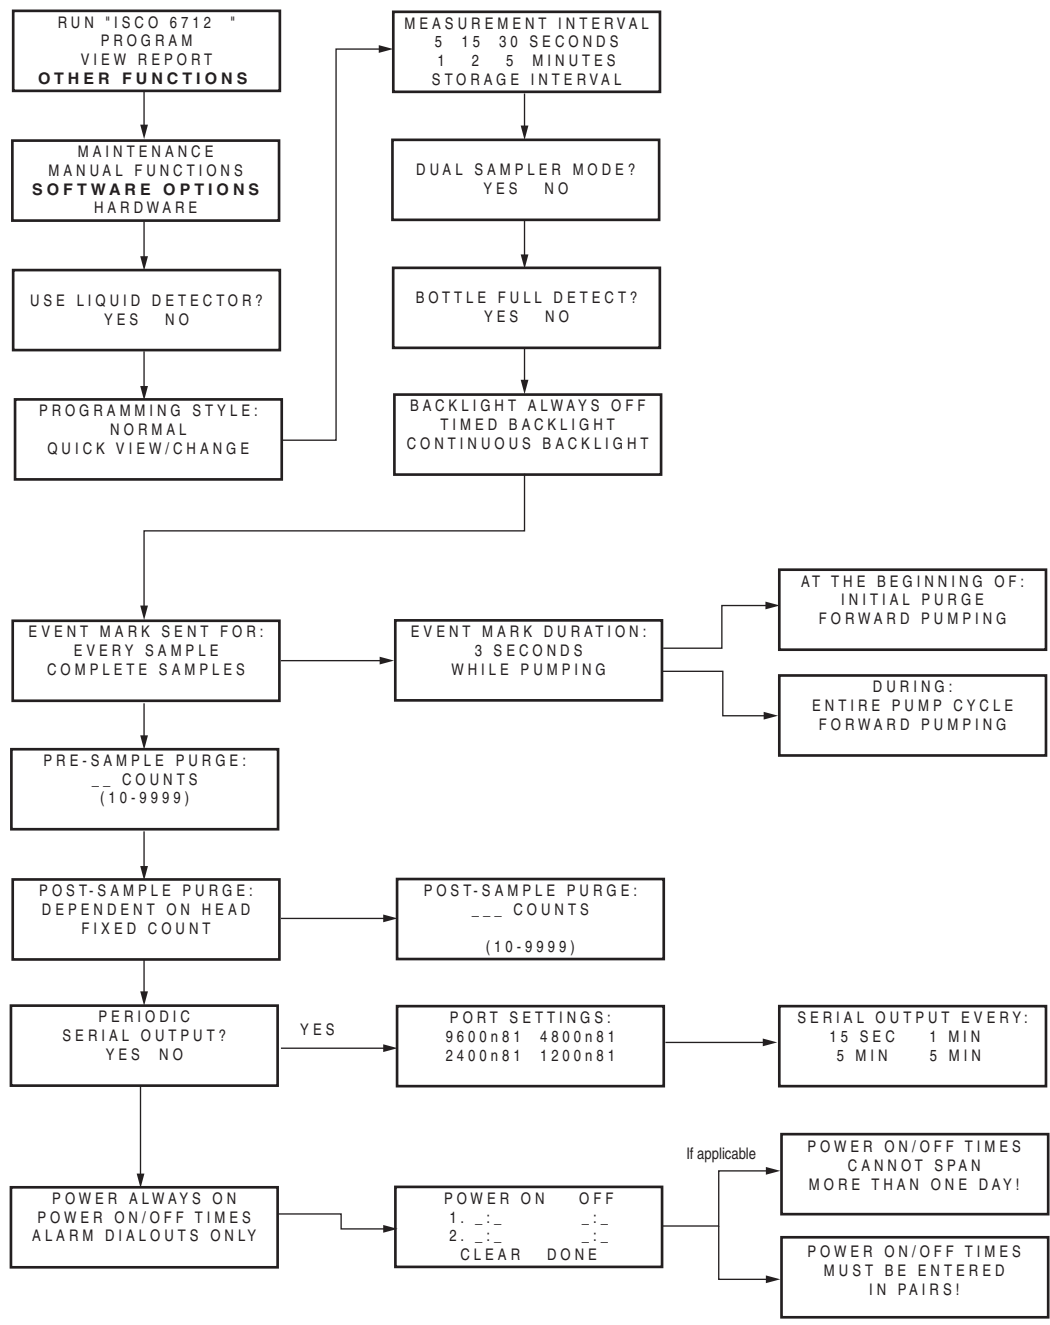 RUN "ISCO 6712 "
PROGRAM
VIEW REPORT
OTHER FUNCTIONS
MAINTENANCE
MANUAL FUNCTIONS
SOFTWARE OPTIONS
HARDWARE
USE LIQUID DETECTOR?
YES NO
PROGRAMMING STYLE:
NORMAL
QUICK VIEW/CHANGE
MEASUREMENT INTERVAL
5 15 30 SECONDS
1 2 5 MINUTES
STORAGE INTERVAL
DUAL SAMPLER MODE?
YES NO
BOTTLE FULL DETECT?
YES NO
BACKLIGHT ALWAYS OFF
TIMED BACKLIGHT
CONTINUOUS BACKLIGHT
EVENT MARK SENT FOR:
EVERY SAMPLE
COMPLETE SAMPLES
EVENT MARK DURATION:
3 SECONDS
WHILE PUMPING
AT THE BEGINNING OF:
INITIAL PURGE
FORWARD PUMPING
DURING:
ENTIRE PUMP CYCLE
FORWARD PUMPING
PRE-SAMPLE PURGE:
_ _ COUNTS
(10-9999)
POST-SAMPLE PURGE:
DEPENDENT ON HEAD
FIXED COUNT
POST-SAMPLE PURGE:
_ _ _ COUNTS
(10-9999)
PERIODIC
SERIAL OUTPUT?
YES NO
YES
PORT SETTINGS:
9600n81 4800n81
2400n81 1200n81
SERIAL OUTPUT EVERY:
15 SEC 1 MIN
5 MIN 5 MIN
POWER ALWAYS ON
POWER ON/OFF TIMES
ALARM DIALOUTS ONLY
POWER ON OFF
1. _:_ _:_
2. _:_ _:_
CLEAR DONE
If applicable
POWER ON/OFF TIMES
CANNOT SPAN
MORE THAN ONE DAY!
POWER ON/OFF TIMES
MUST BE ENTERED
IN PAIRS!